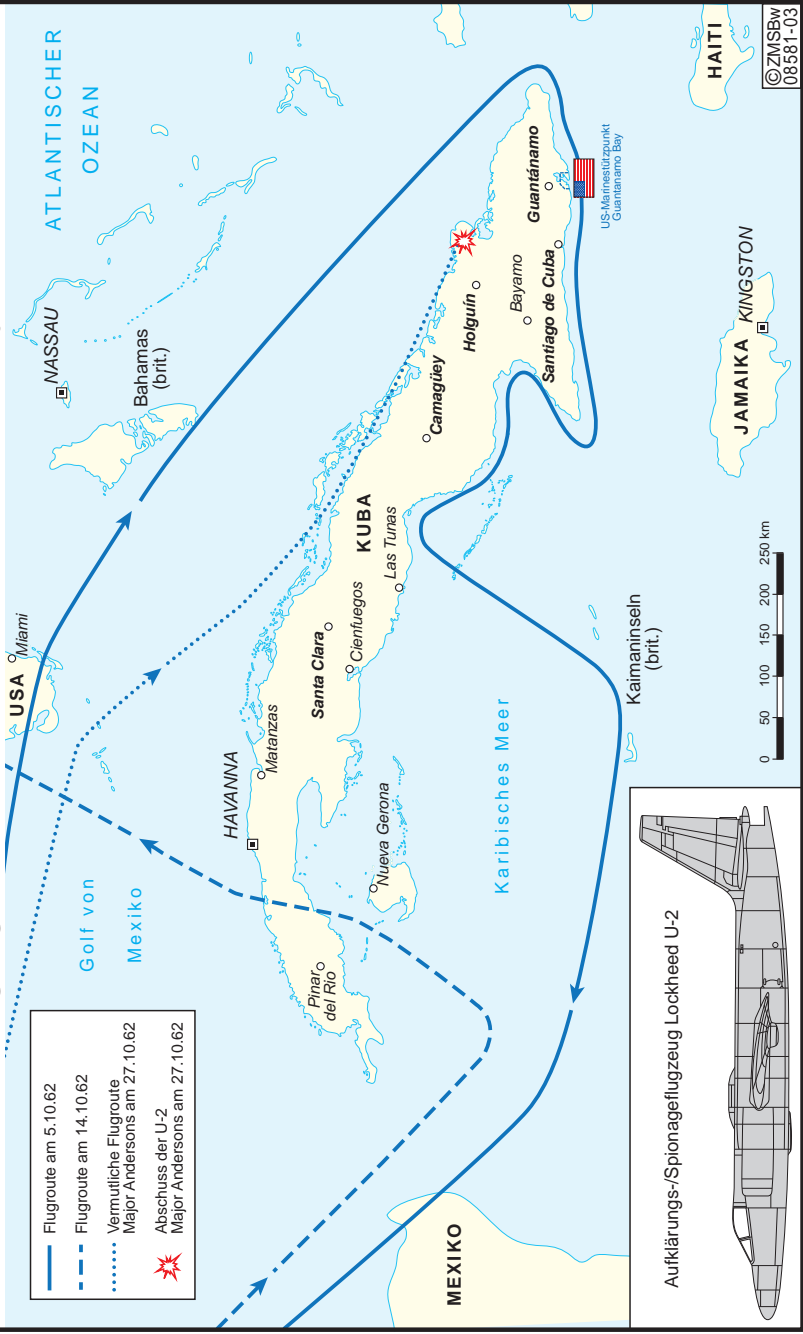 Flugroute am 5.10.62
Flugroute am 14.10.62
Vermutliche Flugroute
Major Andersons am 27.10.62
Abschuss der U-2
Major Andersons am 27.10.62
Golf von
Mexiko
USA
Miami
NASSAU
Bahamas
(brit.)
ATLANTISCHER
OZEAN
HAVANNA
Matanzas
Pinar
del Rio
Nueva Gerona
Santa Clara
Cienfuegos
KUBA
Las Tunas
Camagüey
Holguín
Bayamo
Guantánamo
Santiago de Cuba
US-Marinestützpunkt
Guantanamo Bay
Karibisches Meer
MEXIKO
Kaimaninseln
(brit.)
JAMAIKA
KINGSTON
HAITI
Aufklärungs-/Spionageflugzeug Lockheed U-2
0 50 100 150 200 250 km
©ZMSBw
08581-03